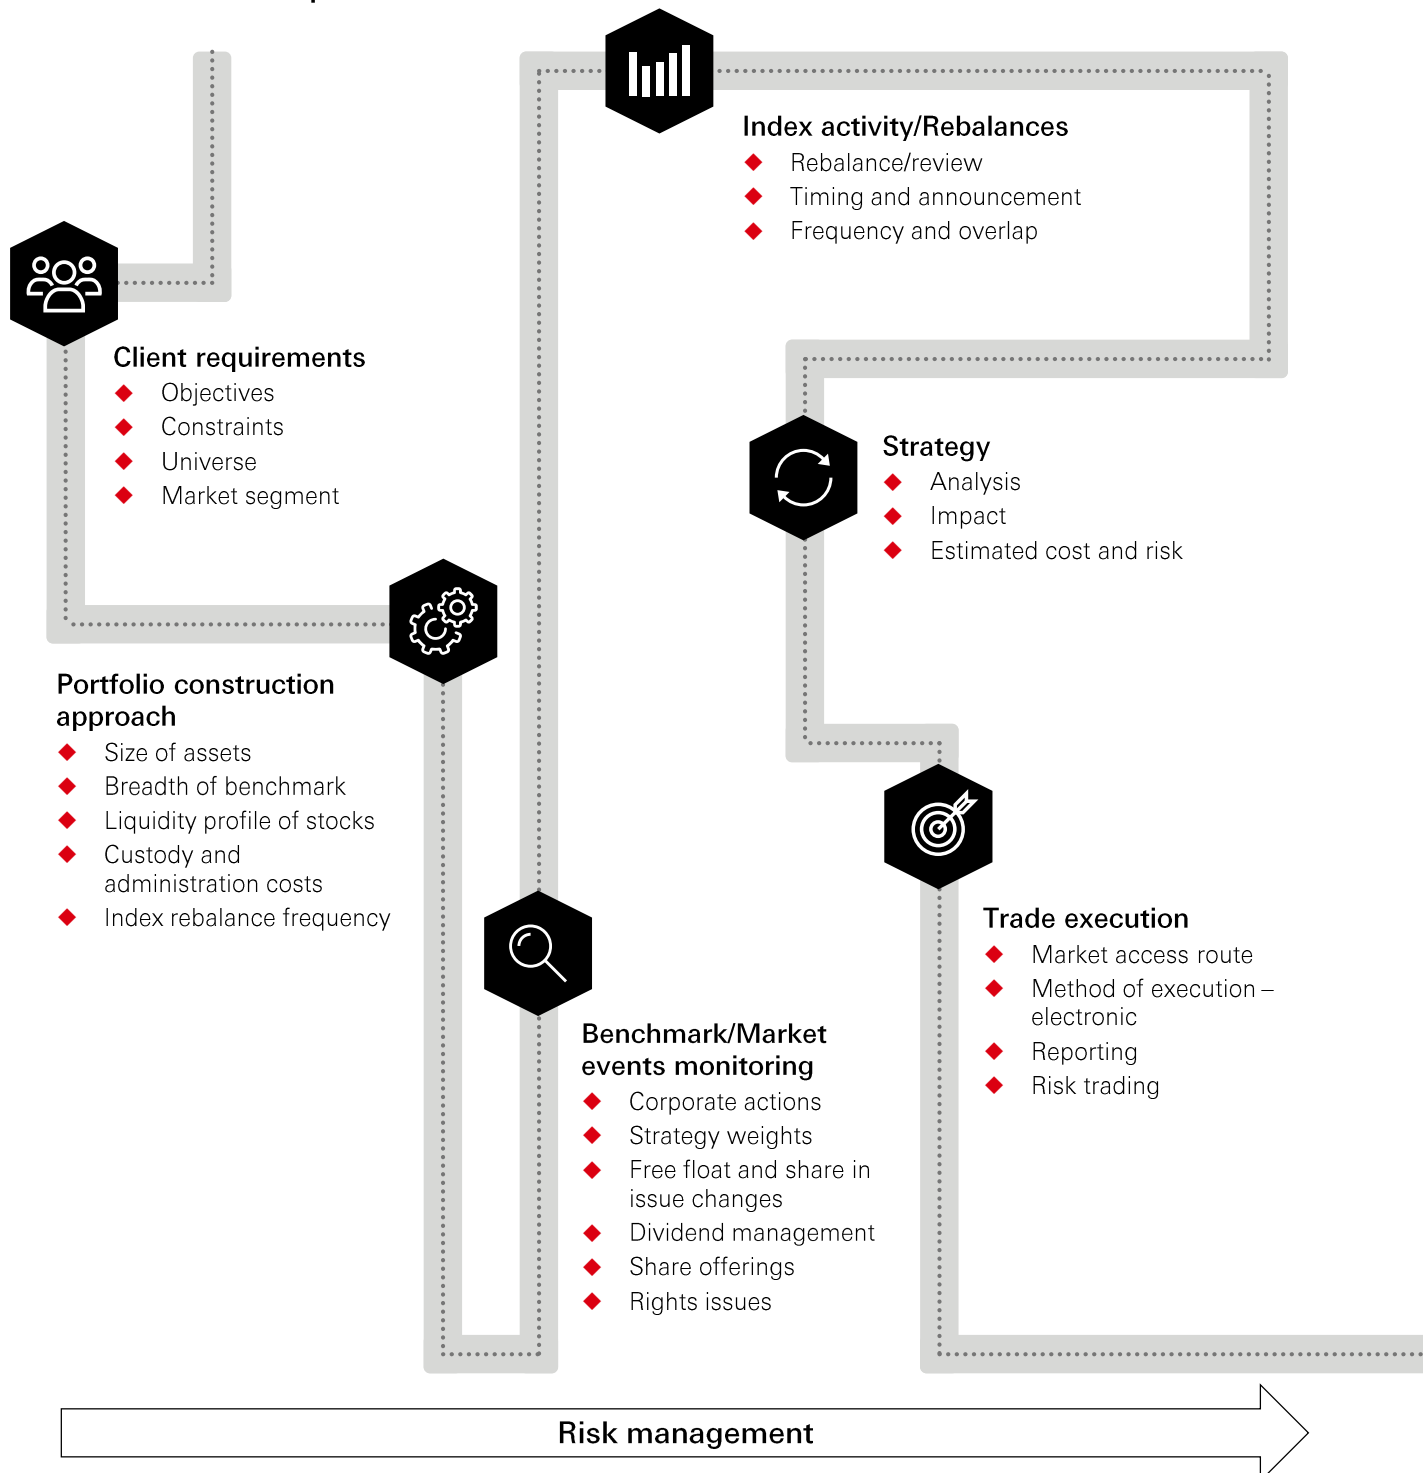 Client requirements
Objectives
Constraints
Universe
Market segment
Portfolio construction
approach
Size of assets
Breadth of benchmark
Liquidity profile of stocks
Custody and
administration costs
Index rebalance frequency
Benchmark/Market
events monitoring
Corporate actions
Strategy weights
Free float and share in
issue changes
Dividend management
Share offerings
Rights issues
Index activity/Rebalances
Rebalance/review
Timing and announcement
Frequency and overlap
Strategy
Analysis
Impact
Estimated cost and risk
Trade execution
Market access route
Method of execution –
electronic
Reporting
Risk trading
Risk management